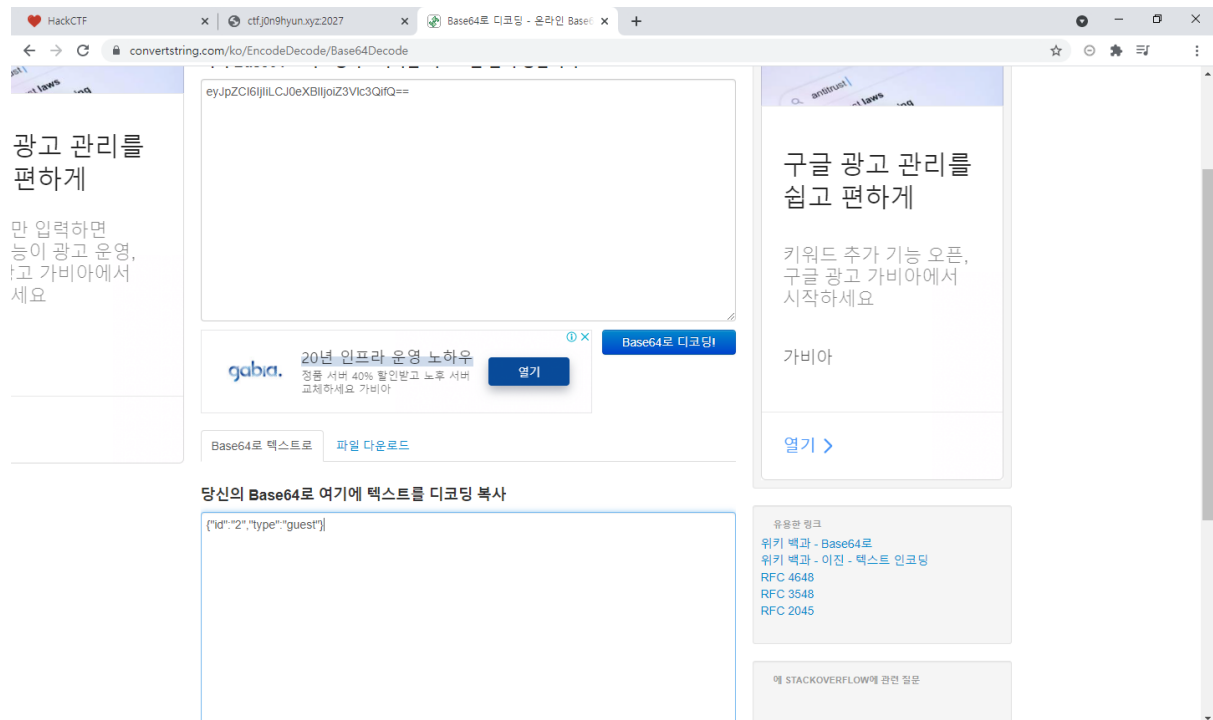 HackCTF
ctf.j0n9hyun.xyz:2027
Base64로 디코딩 - 온라인 Base6
convertstring.com/ko/EncodeDecode/Base64Decode
laws
antitrust
laws
eyJpZCI6IjIiLCJ0eXBlIjoiZ3Vlc3QifQ==
광고 관리를
편하게
만 입력하면
능이 광고 운영,
고 가비아에서
세요
구글 광고 관리를
쉽고 편하게
키워드 추가 기능 오픈,
구글 광고 가비아에서
시작하세요
가비아
열기
gabia.
20년 인프라 운영 노하우
정품 서버 40% 할인받고 노후 서버
교체하세요 가비아
열기
Base64로 디코딩!
Base64로 텍스트로
파일 다운로드
당신의 Base64로 여기에 텍스트를 디코딩 복사
{"id":"2","type":"guest"}
유용한 링크
위키 백과 - Base64로
위키 백과 - 이진 - 텍스트 인코딩
RFC 4648
RFC 3548
RFC 2045
에 STACKOVERFLOW에 관련 질문